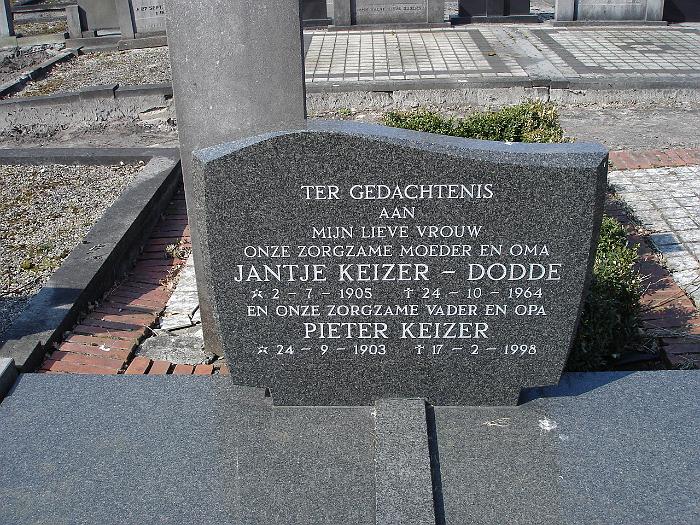 TER GEDACHTENIS
AAN
MIJN LIEVE VROUW
ONZE ZORGZAME MOEDER EN OMA
JANTJE KEIZER – DODDE
* 2 – 7 – 1905 † 24 – 10 – 1964
EN ONZE ZORGZAME VADER EN OPA
PIETER KEIZER
* 24 – 9 – 1903 † 17 – 2 – 1998